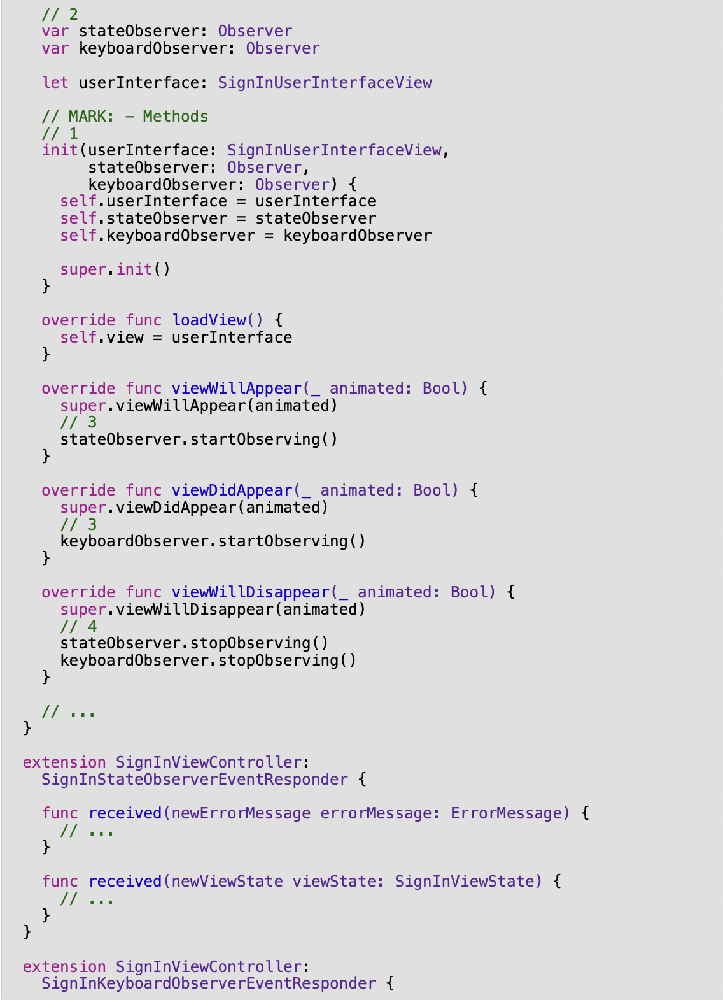 // 2
var stateObserver: Observer
var keyboardObserver: Observer
let userInterface: SignInUserInterfaceView
// MARK: - Methods
// 1
init(userInterface: SignInUserInterfaceView,
stateObserver: Observer,
keyboardObserver: Observer) {
self.userInterface = userInterface
self.stateObserver = stateObserver
self.keyboardObserver = keyboardObserver
super.init()
}
override func loadView() {
self.view = userInterface
}
override func viewWillAppear(_ animated: Bool) {
super.viewWillAppear(animated)
// 3
stateObserver.startObserving()
}
override func viewDidAppear(_ animated: Bool) {
super.viewDidAppear(animated)
// 3
keyboardObserver.startObserving()
}
override func viewWillDisappear(_ animated: Bool) {
super.viewWillDisappear(animated)
// 4
stateObserver.stopObserving()
keyboardObserver.stopObserving()
}
// ...
}
extension SignInViewController:
SignInStateObserverEventResponder {
func received(newErrorMessage errorMessage: ErrorMessage) {
// ...
}
func received(newViewState viewState: SignInViewState) {
// ...
}
}
extension SignInViewController:
SignInKeyboardObserverEventResponder {